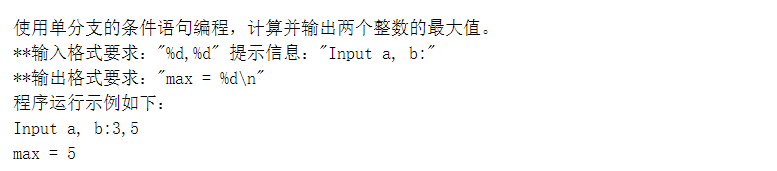 使用单分支的条件语句编程，计算并输出两个整数的最大值。
**输入格式要求："%d,%d" 提示信息："Input a, b:"
**输出格式要求："max = %d\n"
程序运行示例如下：
Input a, b:3,5
max = 5